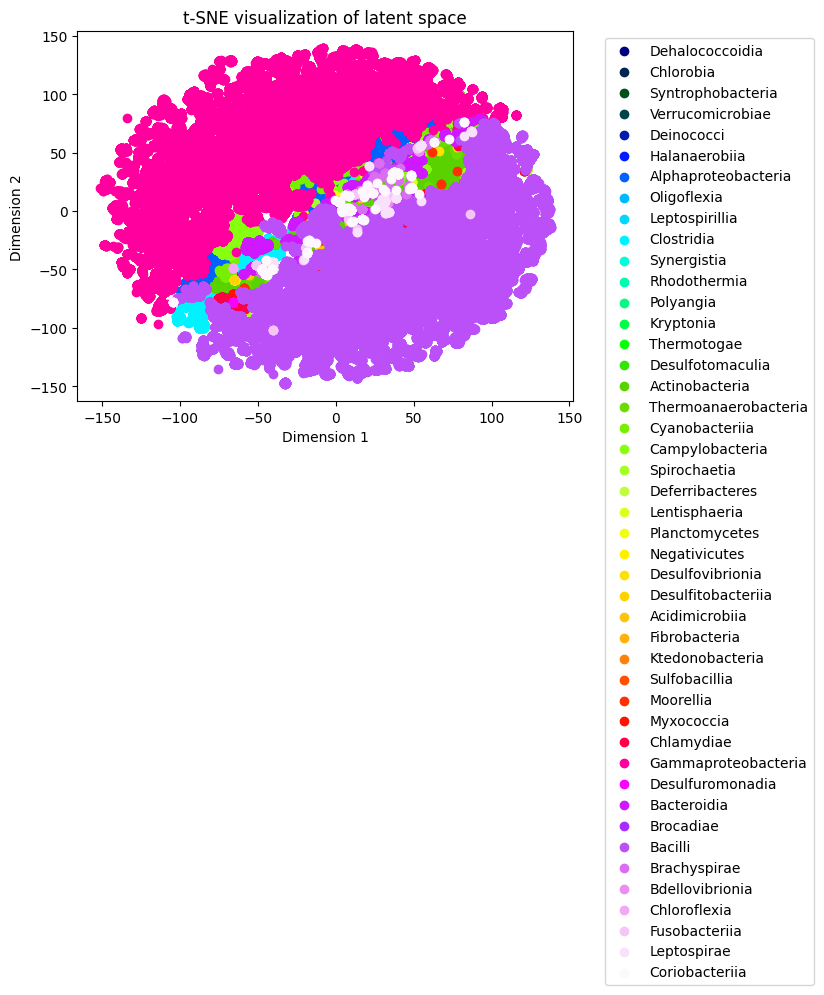 t-SNE visualization of latent space
150
100
50
0
−50
−100
−150
Dimension 2
−150
−100
−50
0
50
100
150
Dimension 1
Dehalococcoidia
Chlorobia
Syntrophobacteria
Verrucomicrobiae
Deinococci
Halanaerobiia
Alphaproteobacteria
Oligoflexia
Leptospirillia
Clostridia
Synergistia
Rhodothermia
Polyangia
Kryptonia
Thermotogae
Desulfotomaculia
Actinobacteria
Thermoanaerobacteria
Cyanobacteriia
Campylobacteria
Spirochaetia
Deferribacteres
Lentisphaeria
Planctomycetes
Negativicutes
Desulfovibrionia
Desulfitobacteriia
Acidimicrobiia
Fibrobacteria
Ktedonobacteria
Sulfobacillia
Moorellia
Myxococcia
Chlamydiae
Gammaproteobacteria
Desulfuromonadia
Bacteroidia
Brocadiae
Bacilli
Brachyspirae
Bdellovibrionia
Chloroflexia
Fusobacteriia
Leptospirae
Coriobacteriia